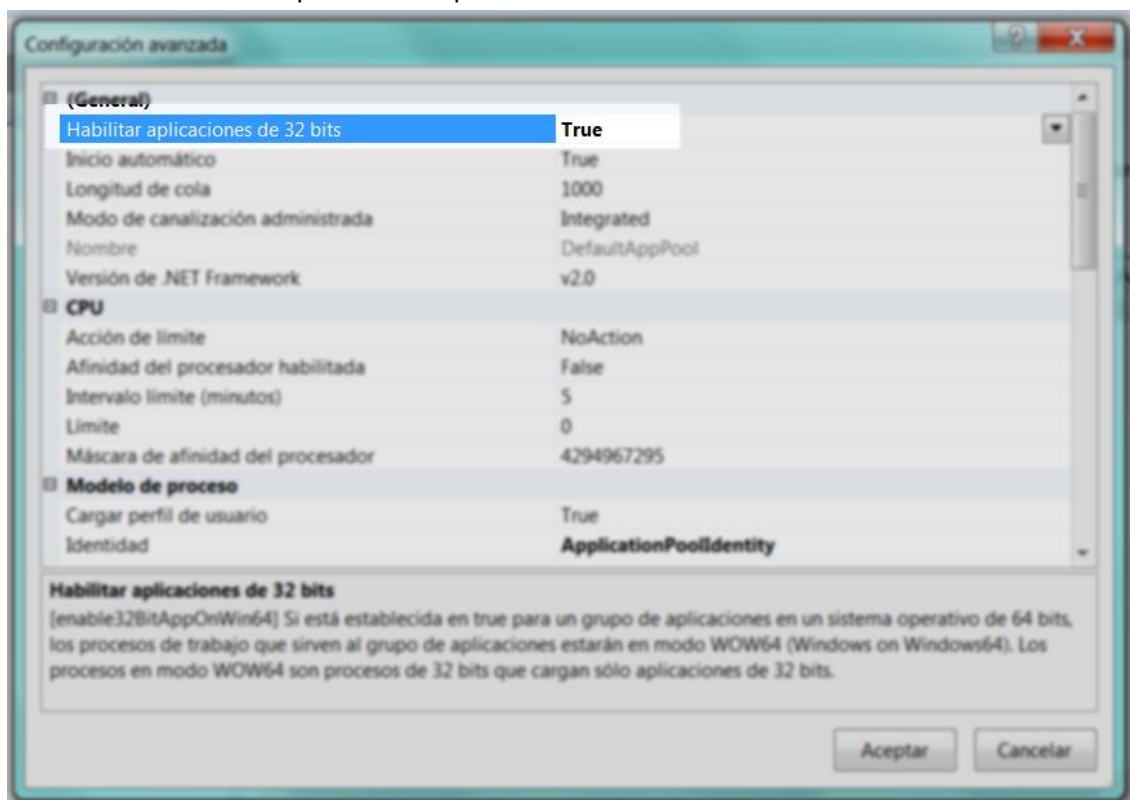 Configuración avanzada
(General)
Habilitar aplicaciones de 32 bits True
Inicio automático True
Longitud de cola 1000
Modo de canalización administrada Integrated
Nombre DefaultAppPool
Versión de .NET Framework v2.0
CPU
Acción de límite NoAction
Afinidad del procesador habilitada False
Intervalo límite (minutos) 5
Límite 0
Máscara de afinidad del procesador 4294967295
Modelo de proceso
Cargar perfil de usuario True
Identidad ApplicationPoolIdentity
Habilitar aplicaciones de 32 bits
[enable32BitAppOnWin64] Si está establecida en true para un grupo de aplicaciones en un sistema operativo de 64 bits,
los procesos de trabajo que sirven al grupo de aplicaciones estarán en modo WOW64 (Windows on Windows64). Los
procesos en modo WOW64 son procesos de 32 bits que cargan sólo aplicaciones de 32 bits.
Aceptar Cancelar